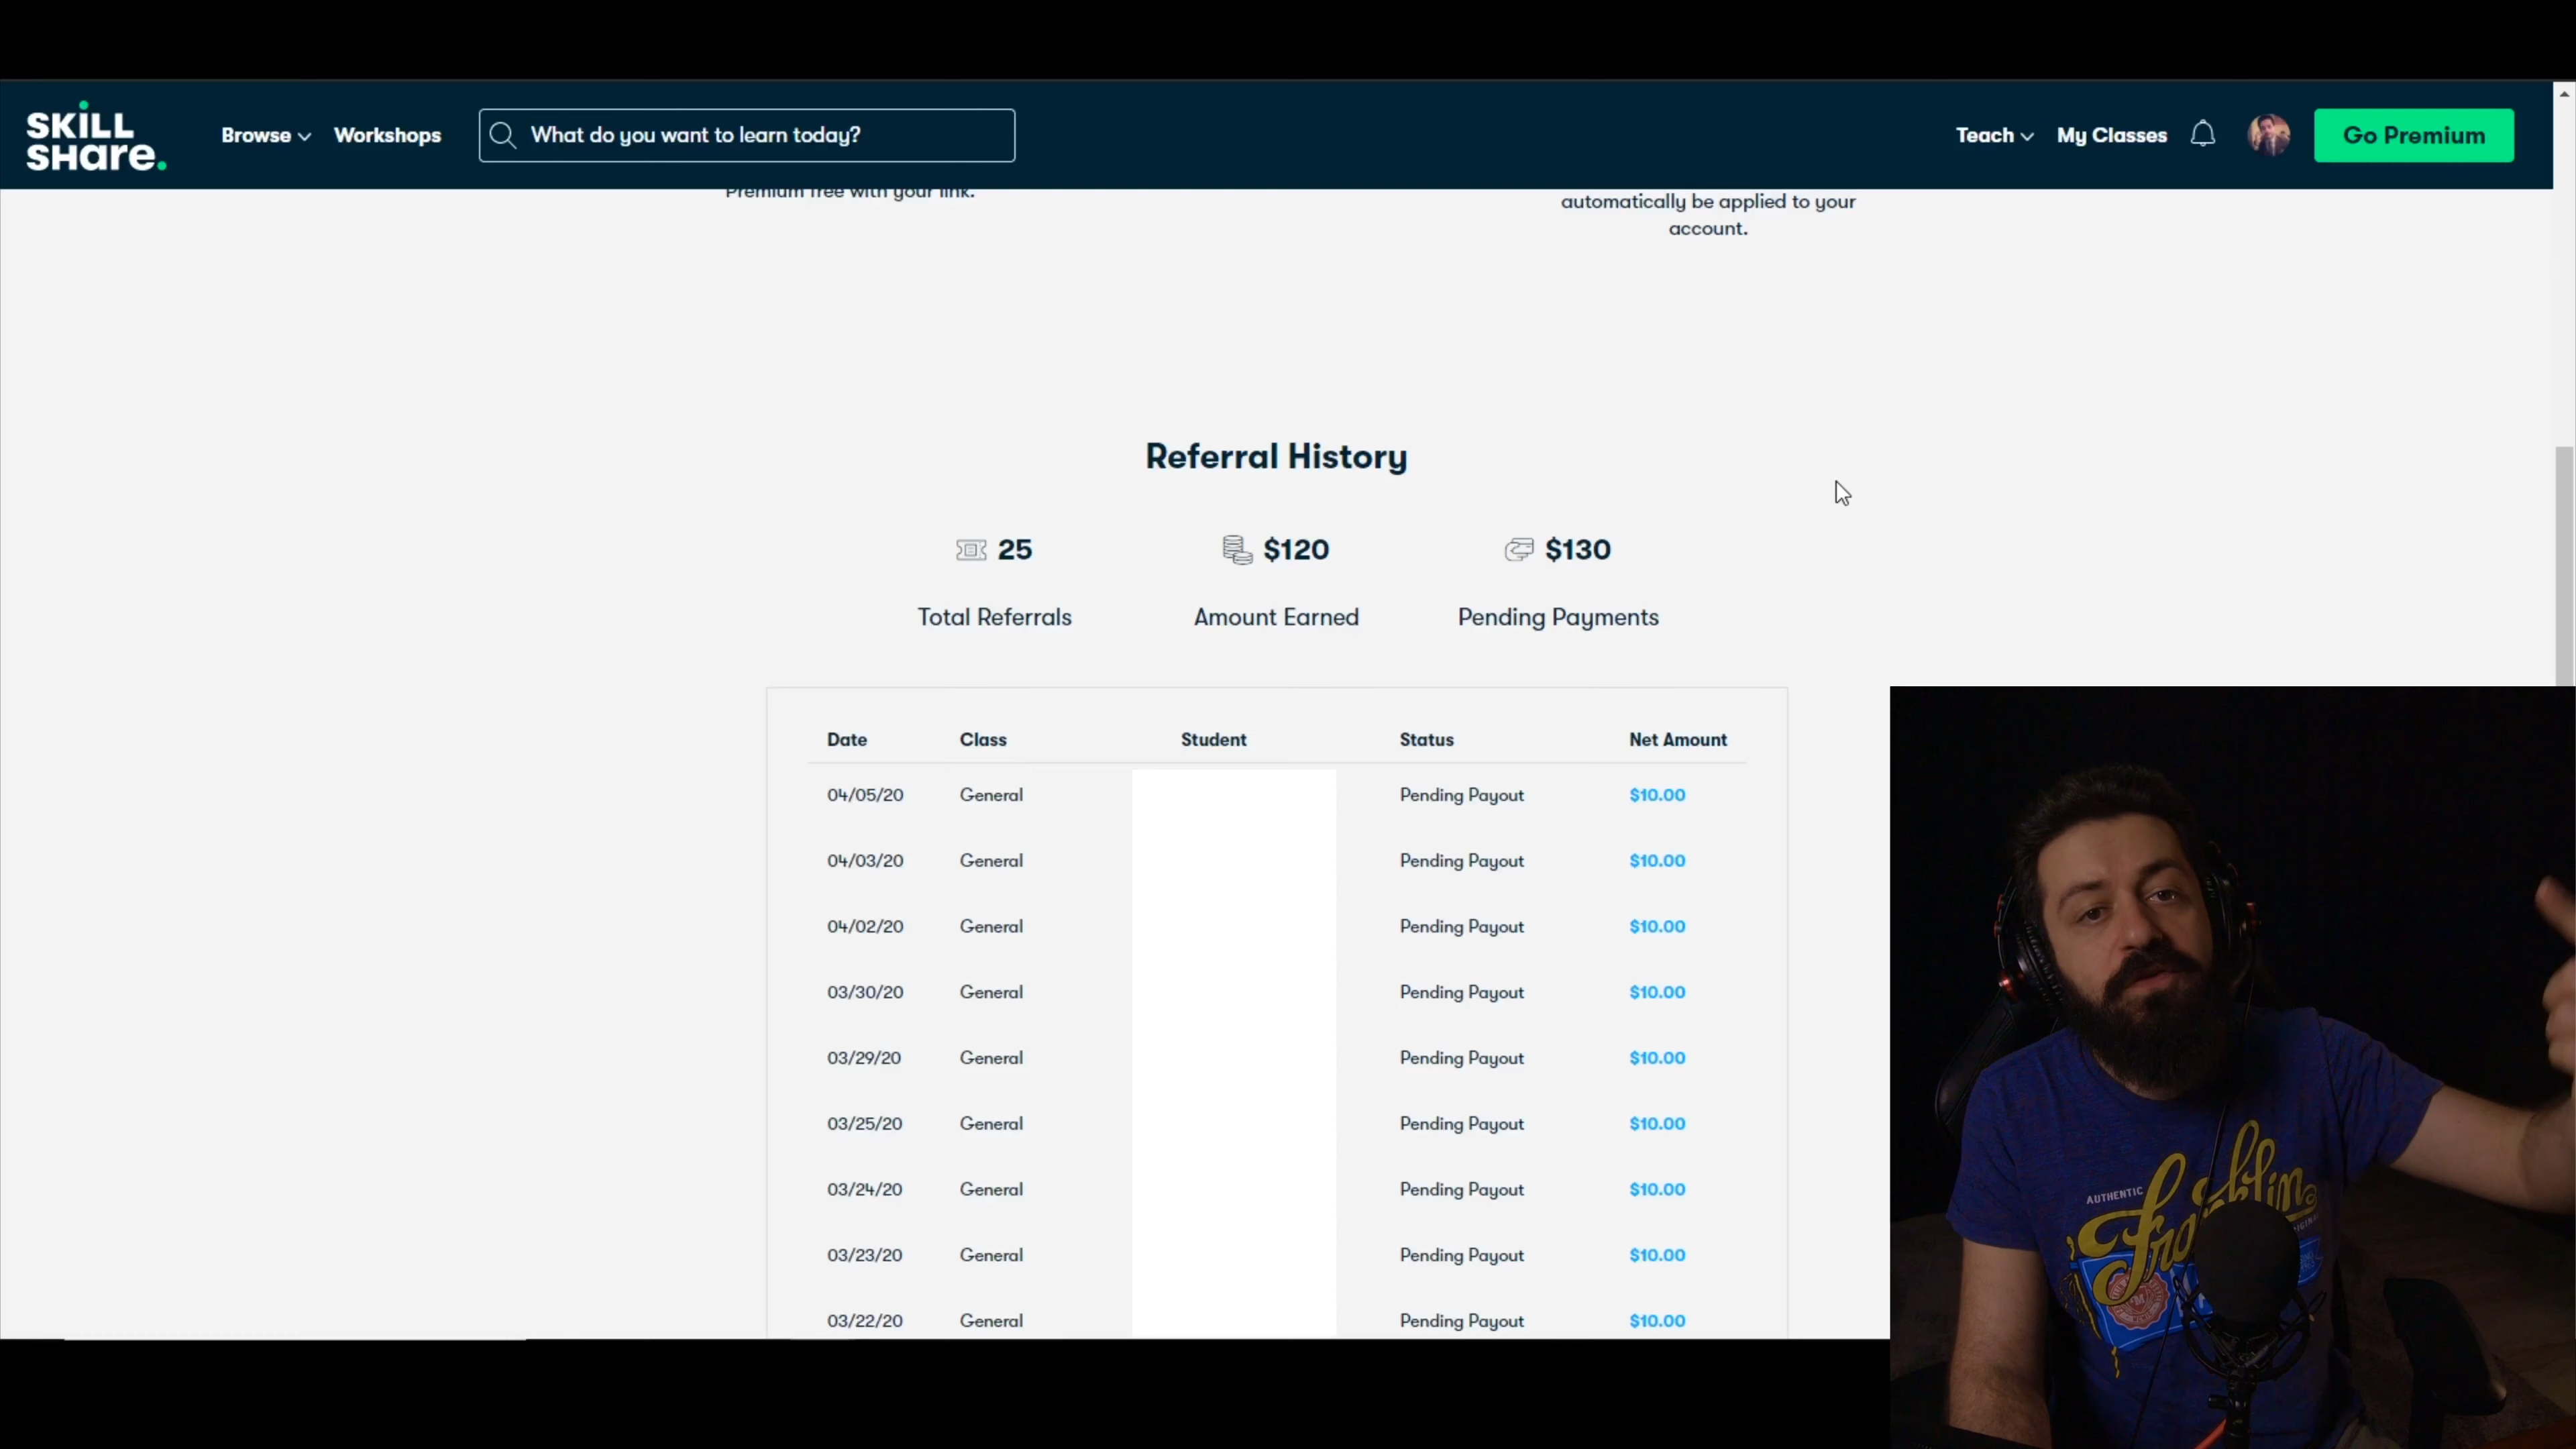 SKILL
SHARE.
Browse
Workshops
What do you want to learn today?
Teach
My Classes
Go Premium
Premium free with your link.
automatically be applied to your
account.
Referral History
25
$120
$130
Total Referrals
Amount Earned
Pending Payments
Date Class Student Status Net Amount
04/05/20 General Pending Payout $10.00
04/03/20 General Pending Payout $10.00
04/02/20 General Pending Payout $10.00
03/30/20 General Pending Payout $10.00
03/29/20 General Pending Payout $10.00
03/25/20 General Pending Payout $10.00
03/24/20 General Pending Payout $10.00
03/23/20 General Pending Payout $10.00
03/22/20 General Pending Payout $10.00
AUTHENTIC